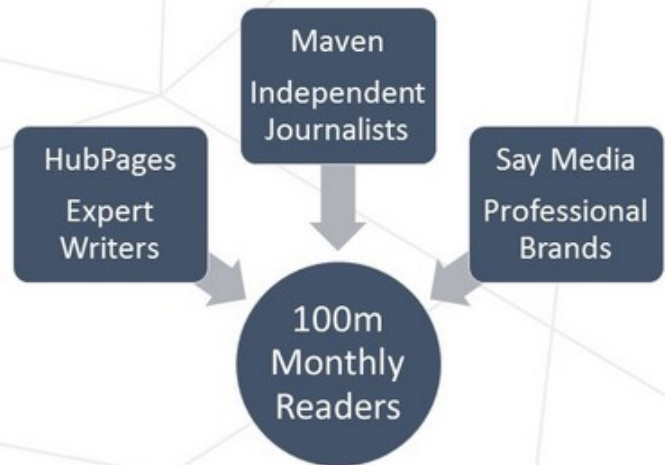 Maven
Independent
Journalists
HubPages
Expert
Writers
Say Media
Professional
Brands
100m
Monthly
Readers